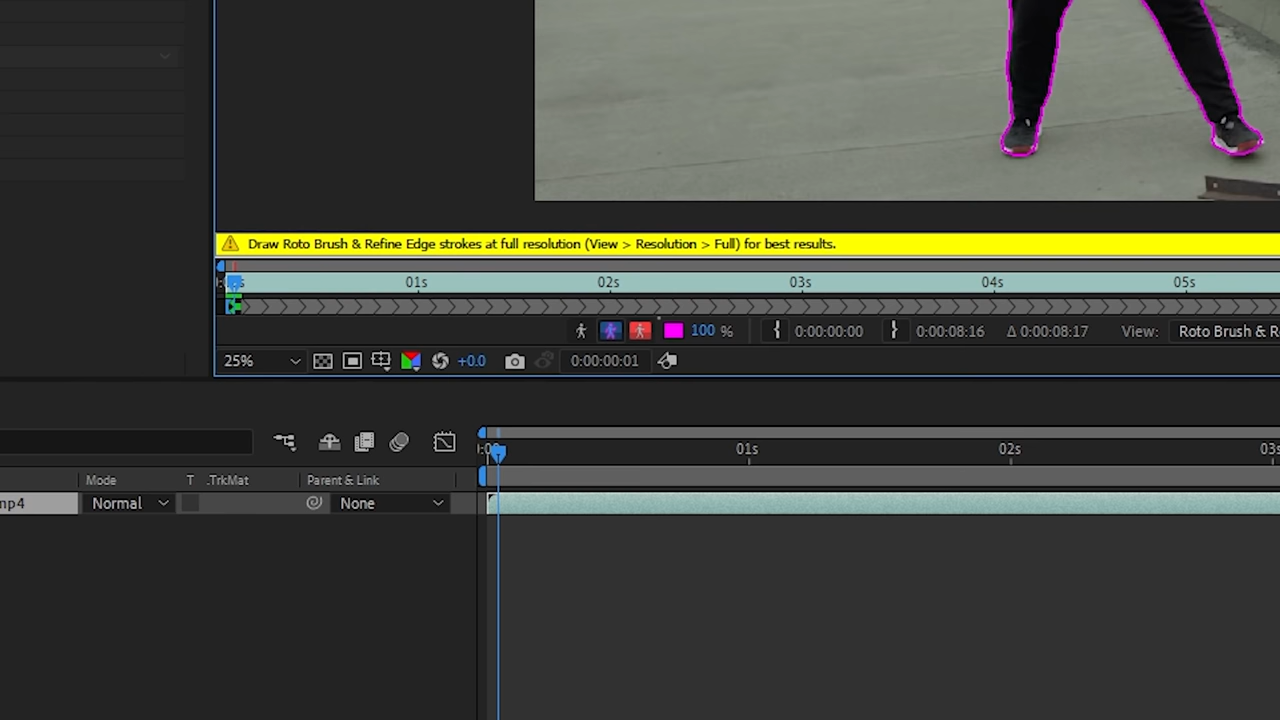 Draw Roto Brush & Refine Edge strokes at full resolution (View > Resolution > Full) for best results.
01s 02s 03s 04s 05s
100 % 0:00:00:00 0:00:08:16 Δ 0:00:08:17 View: Roto Brush & R
25% +0.0 0:00:00:01
01s 02s 03s
Mode T .TrkMat Parent & Link
mp4 Normal None